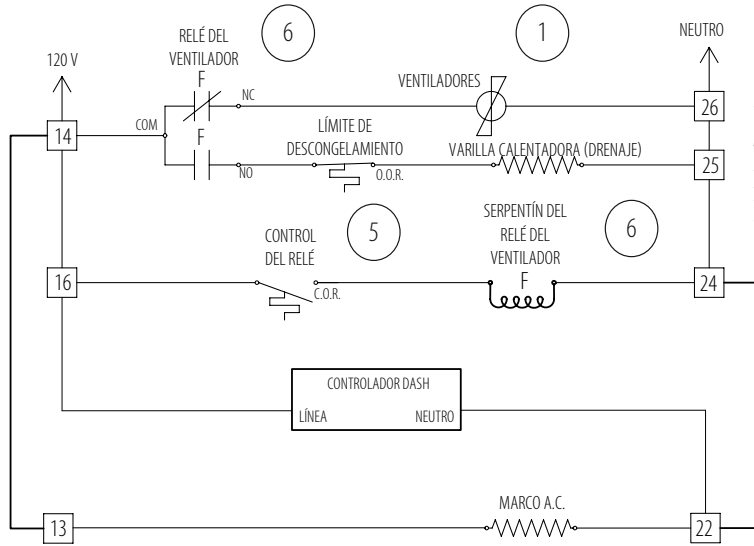 6
1
RELÉ DEL
VENTILADOR
F
NEUTRO
120 V
VENTILADORES
NC
26
14
COM
F
LÍMITE DE
DESCONGELAMIENTO
VARILLA CALENTADORA (DRENAJE)
25
NO
O.O.R.
5
6
CONTROL
DEL RELÉ
SERPENTÍN DEL
RELÉ DEL
VENTILADOR
F
16
C.O.R.
24
CONTROLADOR DASH
LÍNEA
NEUTRO
MARCO A.C.
13
22